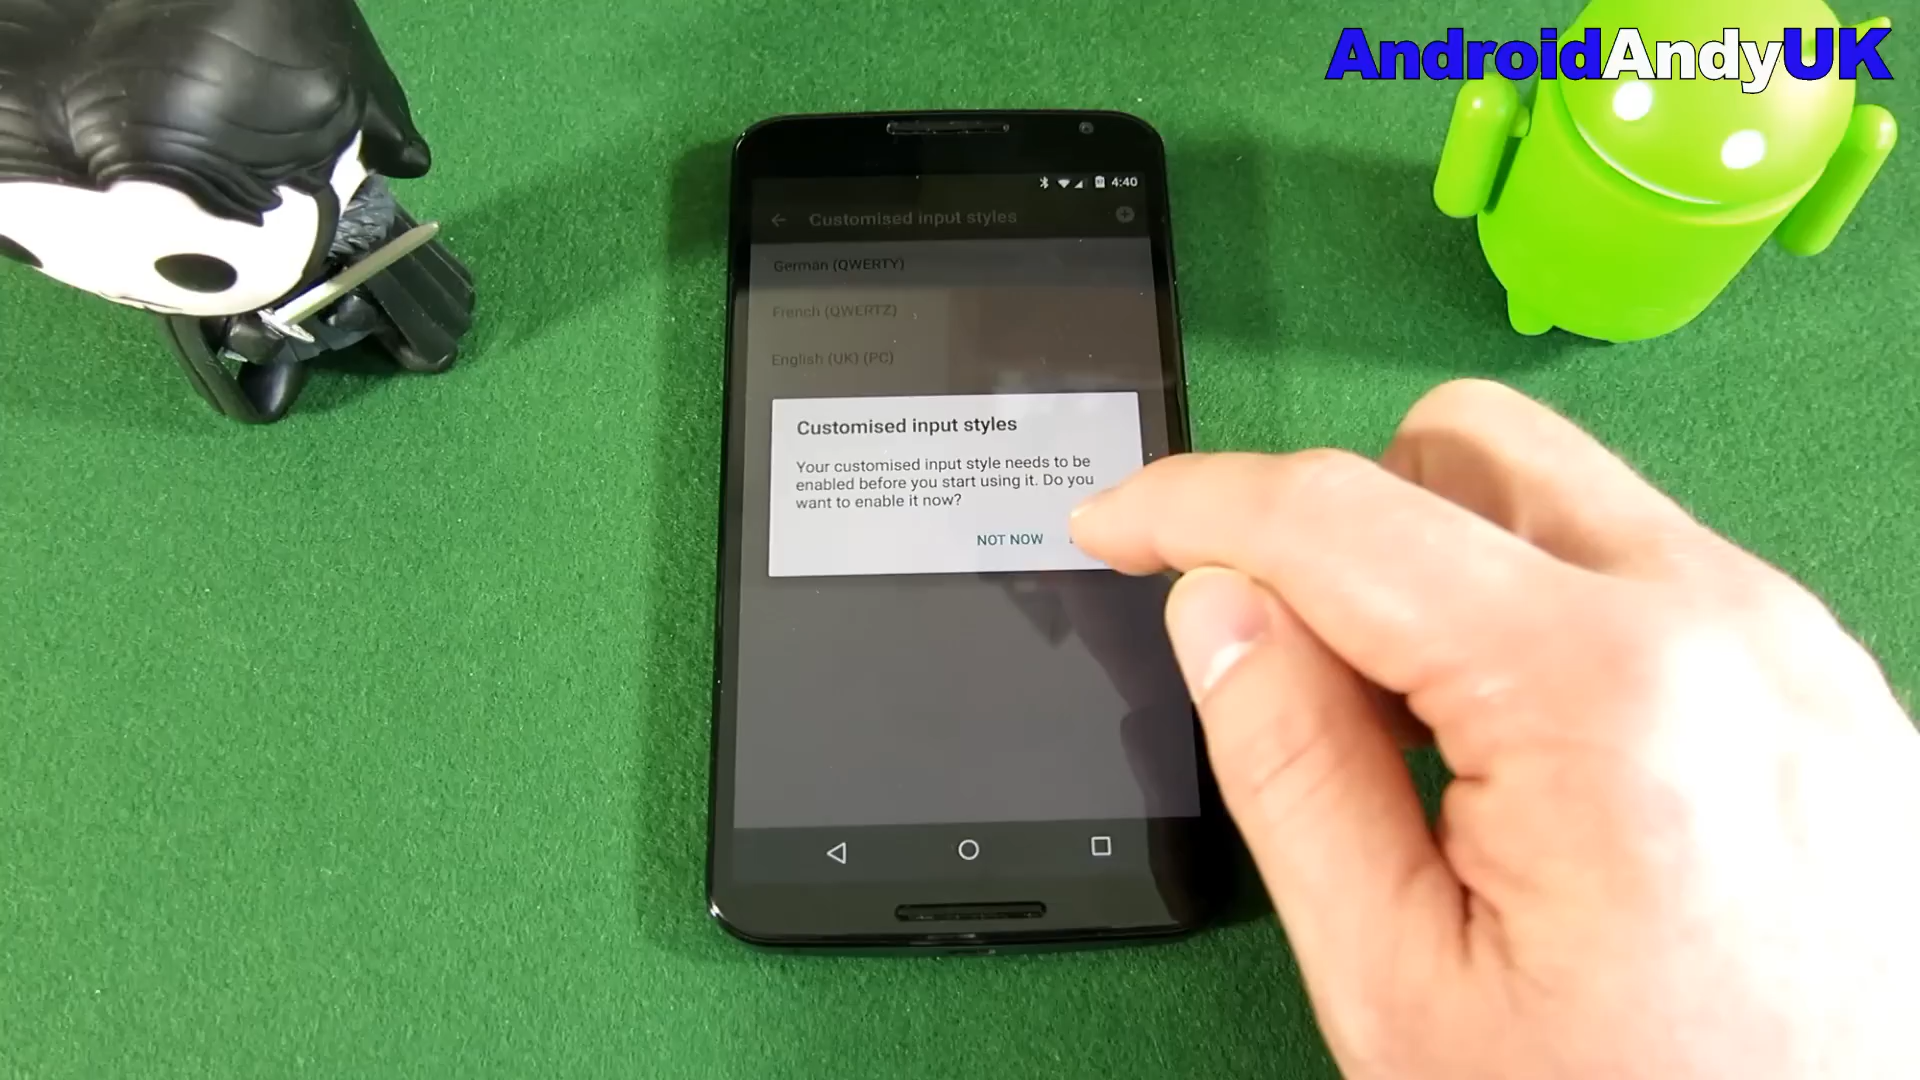 AndroidAndyUK
4:40
Customised input styles
German (QWERTY)
French (QWERTZ)
English (UK) (PC)
Customised input styles
Your customised input style needs to be
enabled before you start using it. Do you
want to enable it now?
NOT NOW